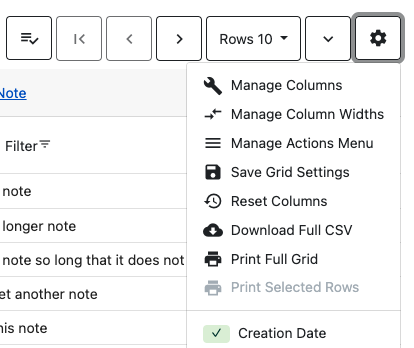 Rows 10
Note
Manage Columns
Manage Column Widths
Filter
Manage Actions Menu
Save Grid Settings
note
Reset Columns
longer note
Download Full CSV
note so long that it does not
Print Full Grid
et another note
Print Selected Rows
his note
Creation Date